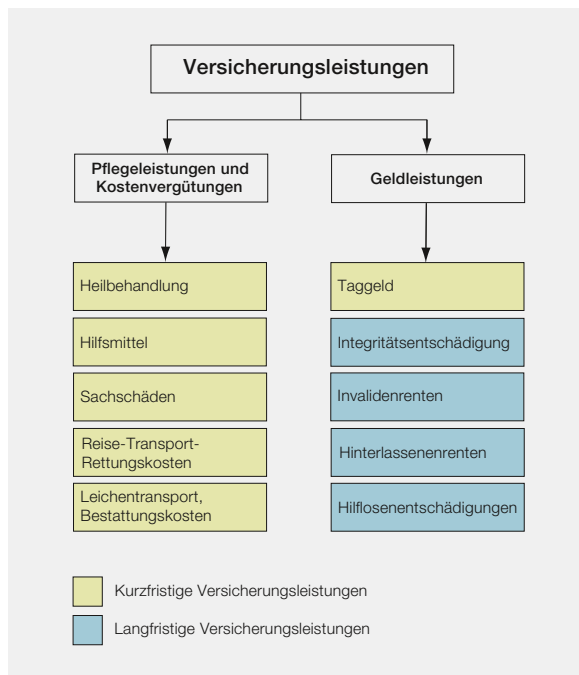 Versicherungsleistungen
Pflegeleistungen und
Kostenvergütungen
Geldleistungen
Heilbehandlung
Hilfsmittel
Sachschäden
Reise-Transport-
Rettungskosten
Leichentransport,
Bestattungskosten
Taggeld
Integritätsentschädigung
Invalidenrenten
Hinterlassenenrenten
Hilflosenentschädigungen
Kurzfristige Versicherungsleistungen
Langfristige Versicherungsleistungen